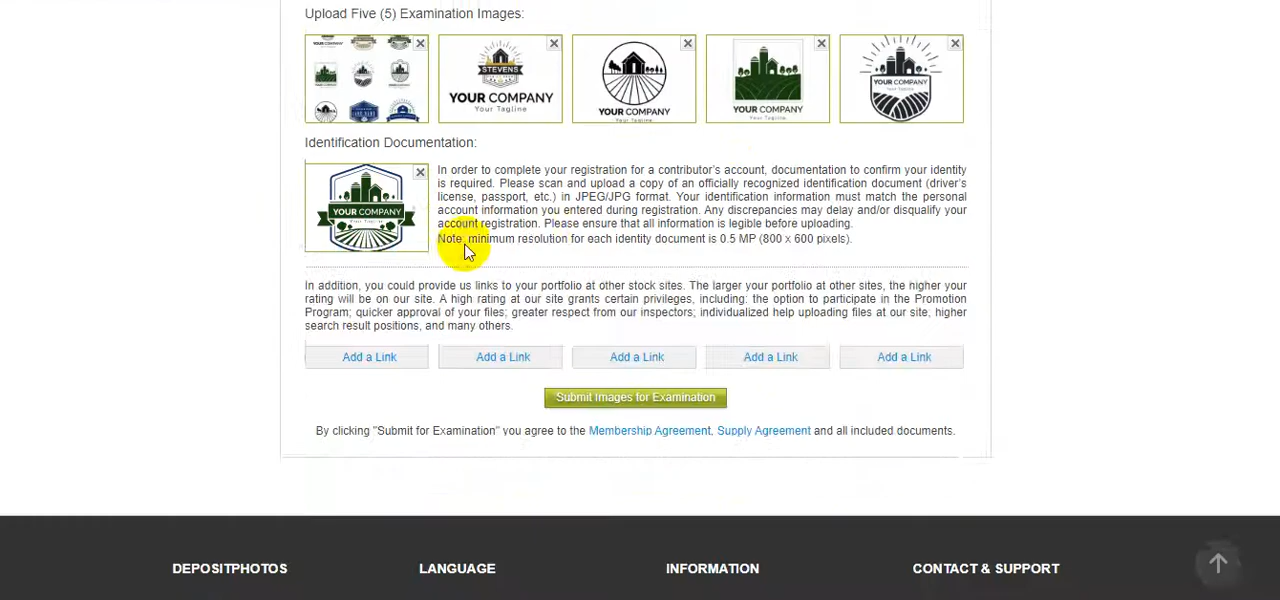 Upload Five (5) Examination Images:
YOUR COMPANY
STEVENS
YOUR COMPANY
Your Tagline
YOUR COMPANY
Your Tagline
YOUR COMPANY
Your Tagline
YOUR COMPANY
Your Tagline
Identification Documentation:
YOUR COMPANY
Your Tagline
In order to complete your registration for a contributor's account, documentation to confirm your identity
is required. Please scan and upload a copy of an officially recognized identification document (driver's
license, passport, etc.) in JPEG/JPG format. Your identification information must match the personal
account information you entered during registration. Any discrepancies may delay and/or disqualify your
account registration. Please ensure that all information is legible before uploading.
Note, minimum resolution for each identity document is 0.5 MP (800 x 600 pixels).
In addition, you could provide us links to your portfolio at other stock sites. The larger your portfolio at other sites, the higher your
rating will be on our site. A high rating at our site grants certain privileges, including: the option to participate in the Promotion
Program; quicker approval of your files; greater respect from our inspectors; individualized help uploading files at our site, higher
search result positions, and many others.
Add a Link Add a Link Add a Link Add a Link Add a Link
Submit Images for Examination
By clicking "Submit for Examination" you agree to the Membership Agreement, Supply Agreement and all included documents.
DEPOSITPHOTOS LANGUAGE INFORMATION CONTACT & SUPPORT